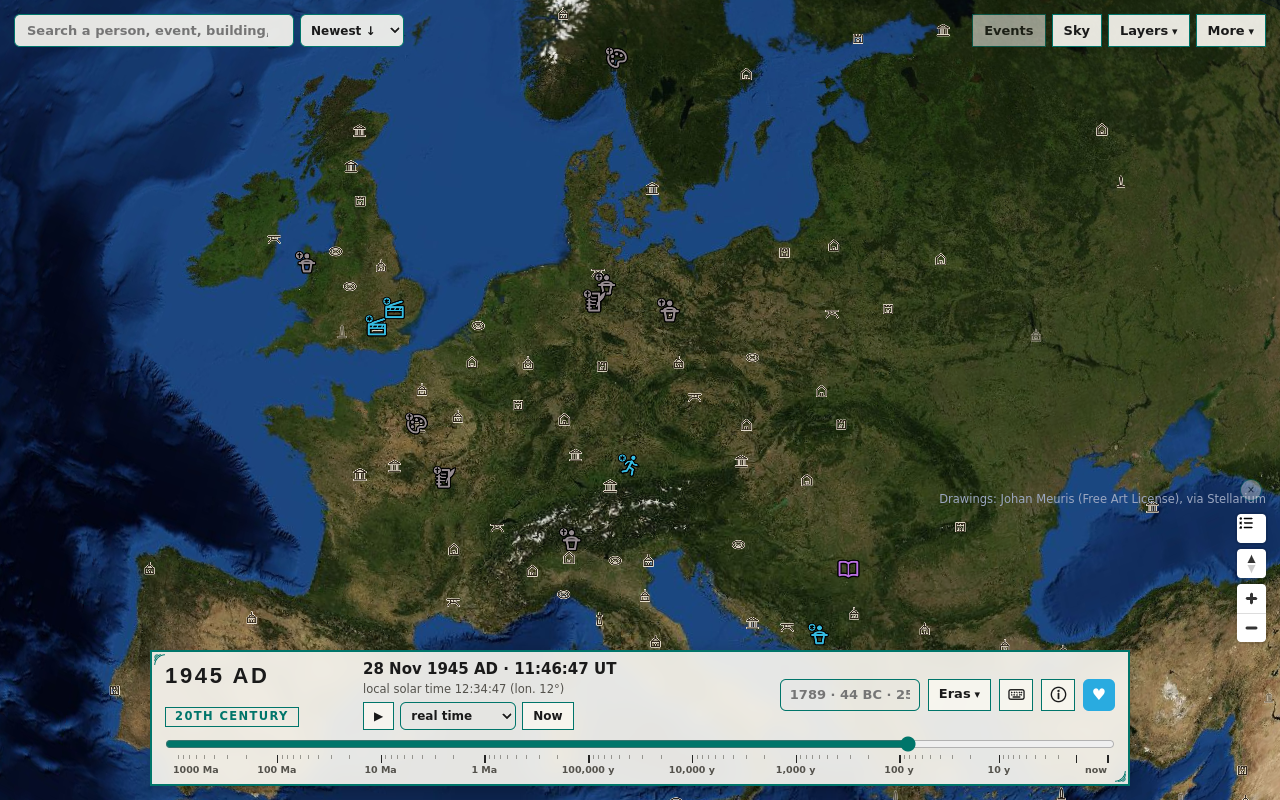 Search a person, event, building,
Newest ↓
Events
Sky
Layers ▾
More ▾
Drawings: Johan Meuris (Free Art License), via Stellarium
1945 AD
28 Nov 1945 AD · 11:46:47 UT
local solar time 12:34:47 (lon. 12°)
20TH CENTURY
real time
Now
1789 · 44 BC · 25
Eras ▾
1000 Ma
100 Ma
10 Ma
1 Ma
100,000 y
10,000 y
1,000 y
100 y
10 y
now